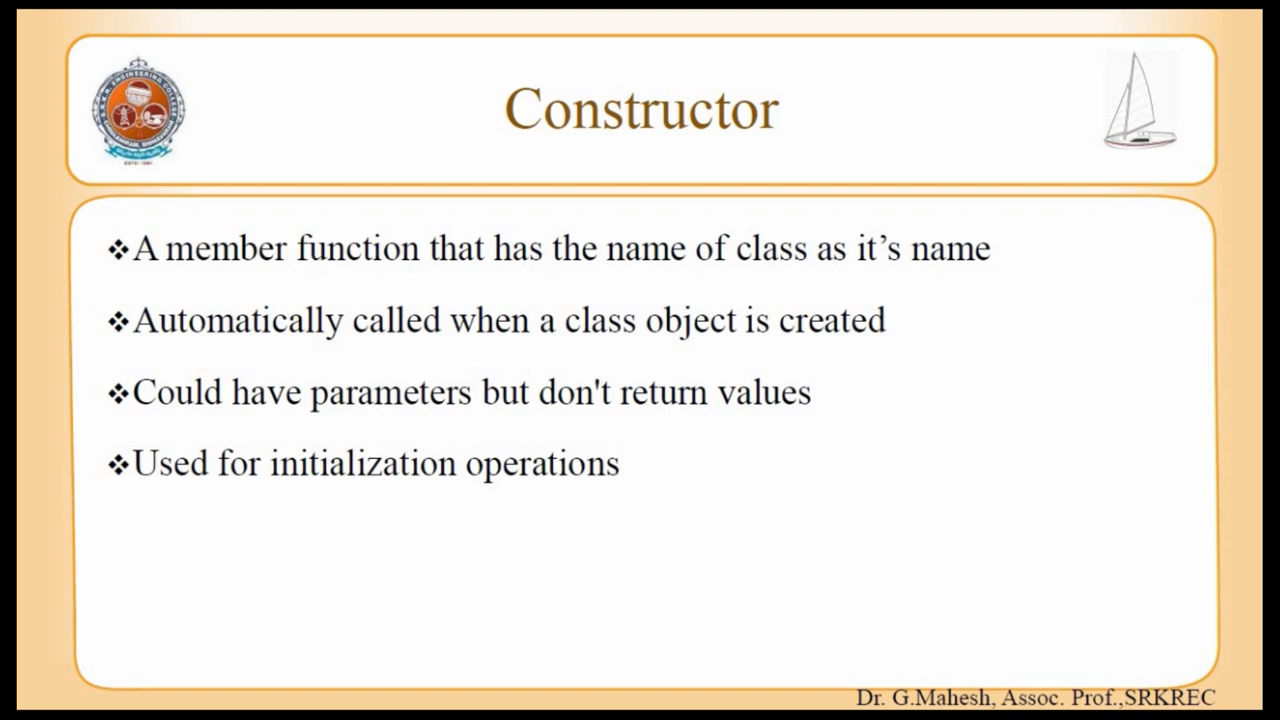 Constructor
❖A member function that has the name of class as it’s name
❖Automatically called when a class object is created
❖Could have parameters but don't return values
❖Used for initialization operations
Dr. G.Mahesh, Assoc. Prof.,SRKREC